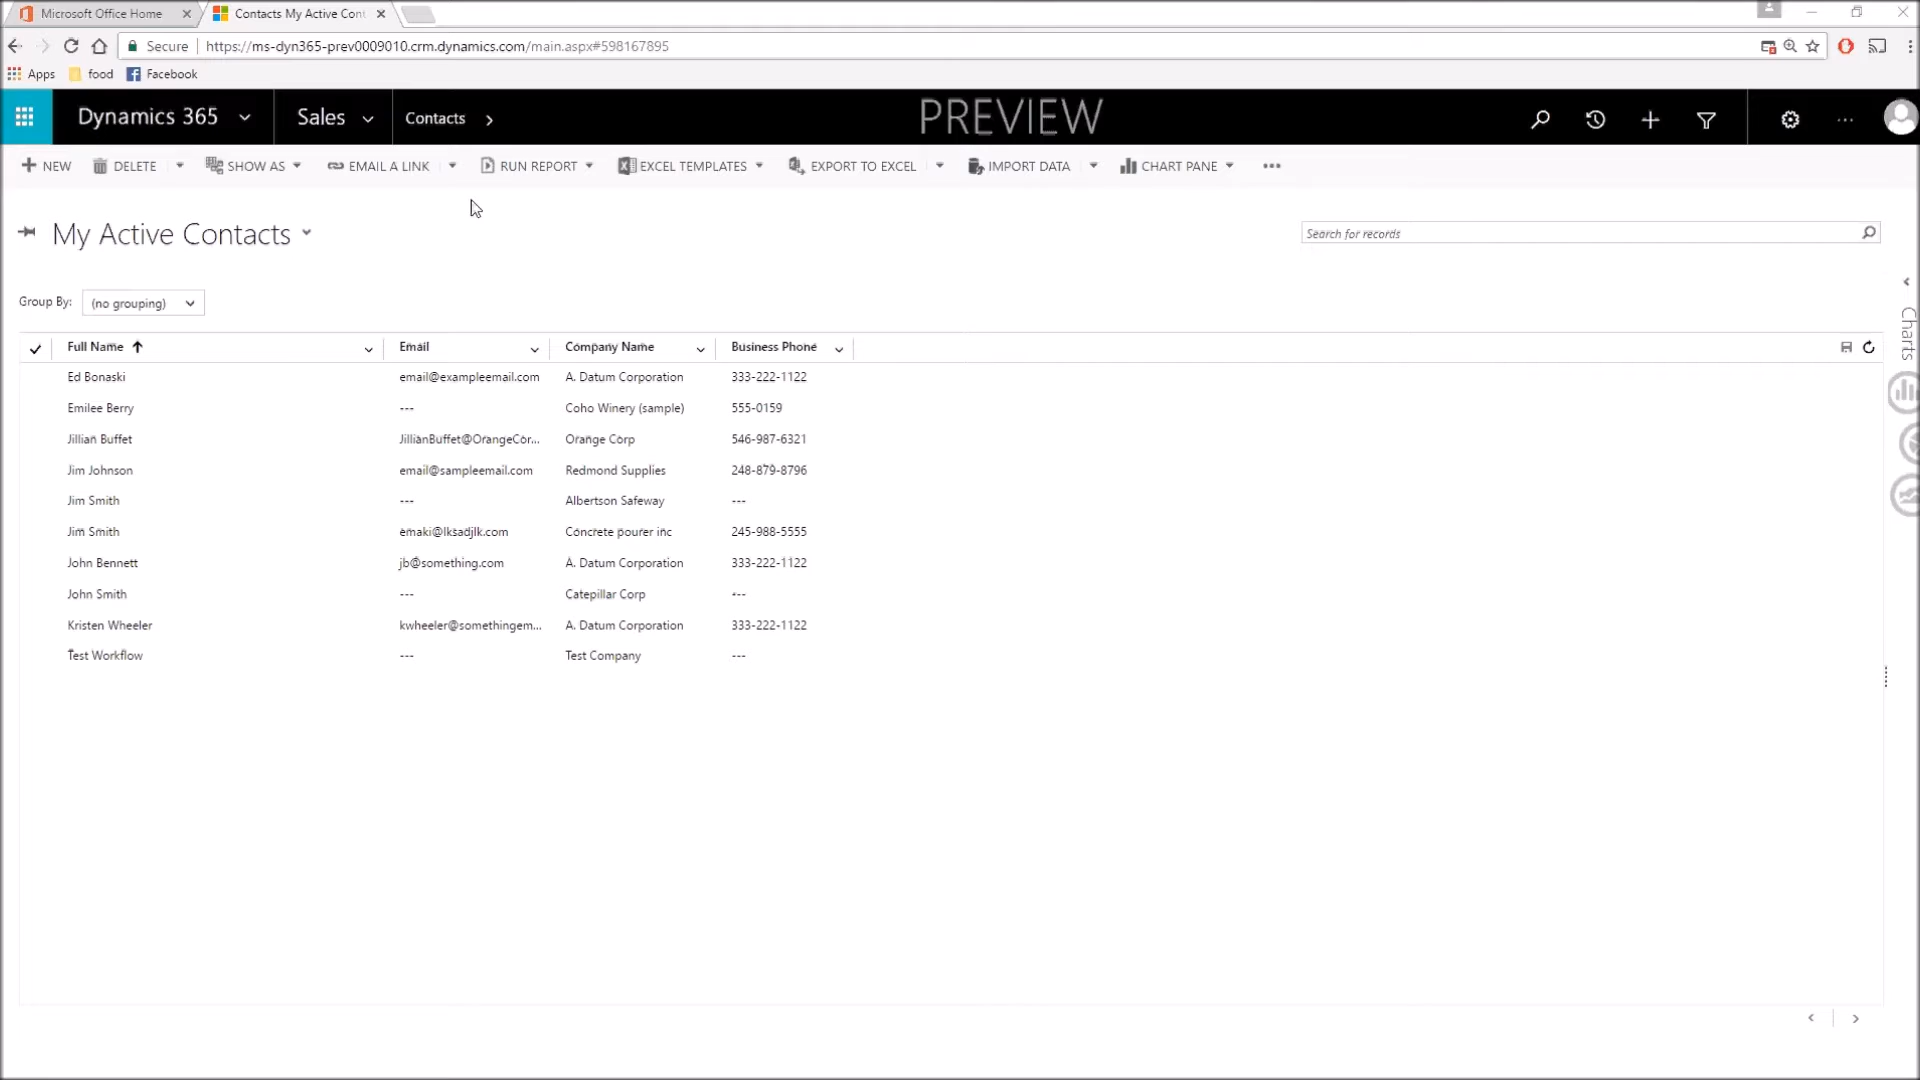 Microsoft Office Home
Contacts My Active Cont
Secure https://ms-dyn365-prev0009010.crm.dynamics.com/main.aspx#598167895
Apps food Facebook
Dynamics 365 Sales Contacts PREVIEW
NEW DELETE SHOW AS EMAIL A LINK RUN REPORT EXCEL TEMPLATES EXPORT TO EXCEL IMPORT DATA CHART PANE
My Active Contacts
Search for records
Group By: (no grouping)
Charts
Full Name Email Company Name Business Phone
Ed Bonaski email@exampleemail.com A. Datum Corporation 333-222-1122
Emilee Berry --- Coho Winery (sample) 555-0159
Jillian Buffet JillianBuffet@OrangeCor... Orange Corp 546-987-6321
Jim Johnson email@sampleemail.com Redmond Supplies 248-879-8796
Jim Smith --- Albertson Safeway ---
Jim Smith emaki@lksadjlk.com Concrete pourer inc 245-988-5555
John Bennett jb@something.com A. Datum Corporation 333-222-1122
John Smith --- Catepillar Corp ---
Kristen Wheeler kwheeler@somethingem... A. Datum Corporation 333-222-1122
Test Workflow --- Test Company ---